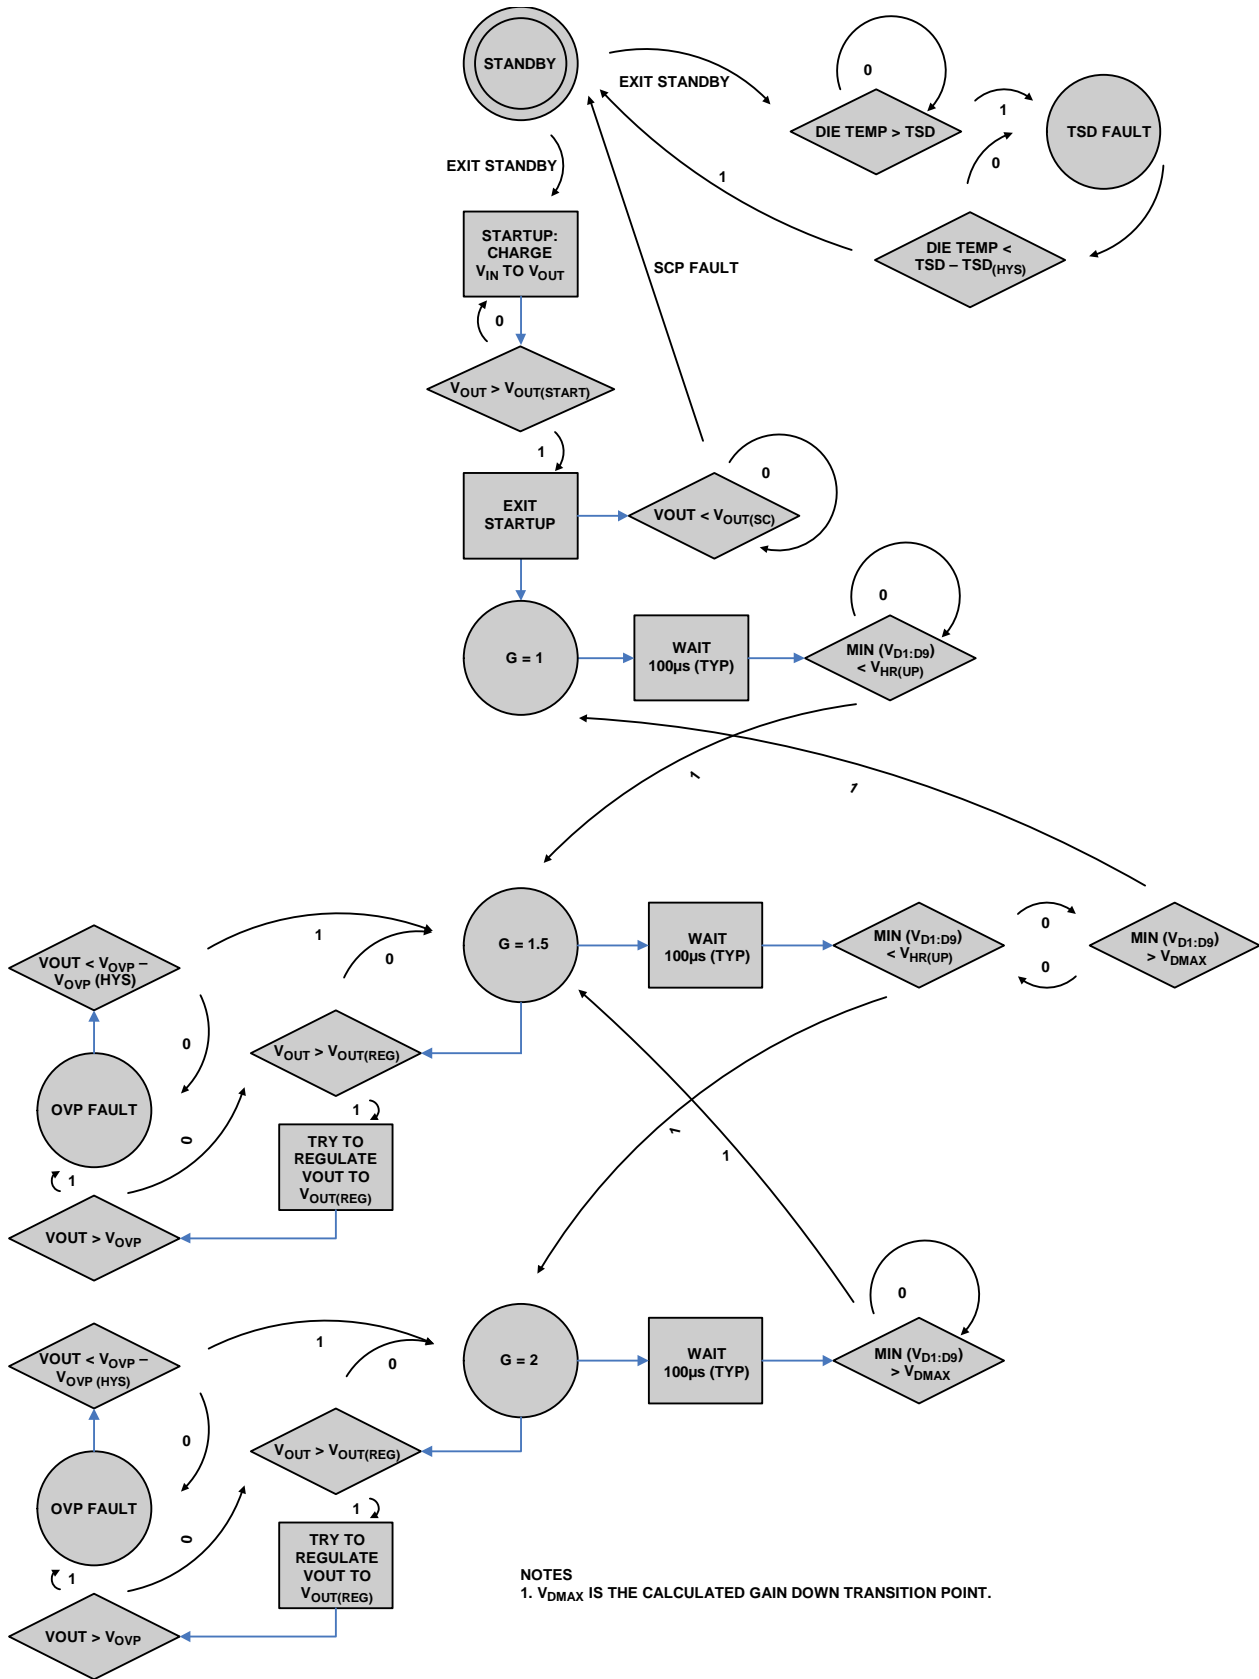 STANDBY
EXIT STANDBY
0
DIE TEMP > TSD
1
TSD FAULT
0
EXIT STANDBY
1
STARTUP:
CHARGE
VIN TO VOUT
DIE TEMP <
TSD – TSD(HYS)
SCP FAULT
0
VOUT > VOUT(START)
1
0
EXIT
STARTUP
VOUT < VOUT(SC)
0
G = 1
WAIT
100µs (TYP)
MIN (VD1:D9)
< VHR(UP)
1
1
1
0
G = 1.5
WAIT
100µs (TYP)
MIN (VD1:D9)
< VHR(UP)
0
0
MIN (VD1:D9)
> VDMAX
VOUT < VOVP –
VOVP (HYS)
0
VOUT > VOUT(REG)
OVP FAULT
1
0
1
1
TRY TO
REGULATE
VOUT TO
VOUT(REG)
1
VOUT > VOVP
0
1
0
G = 2
WAIT
100µs (TYP)
MIN (VD1:D9)
> VDMAX
VOUT < VOVP –
VOVP (HYS)
0
VOUT > VOUT(REG)
OVP FAULT
1
0
TRY TO
REGULATE
VOUT TO
VOUT(REG)
1
VOUT > VOVP
NOTES
1. VDMAX IS THE CALCULATED GAIN DOWN TRANSITION POINT.